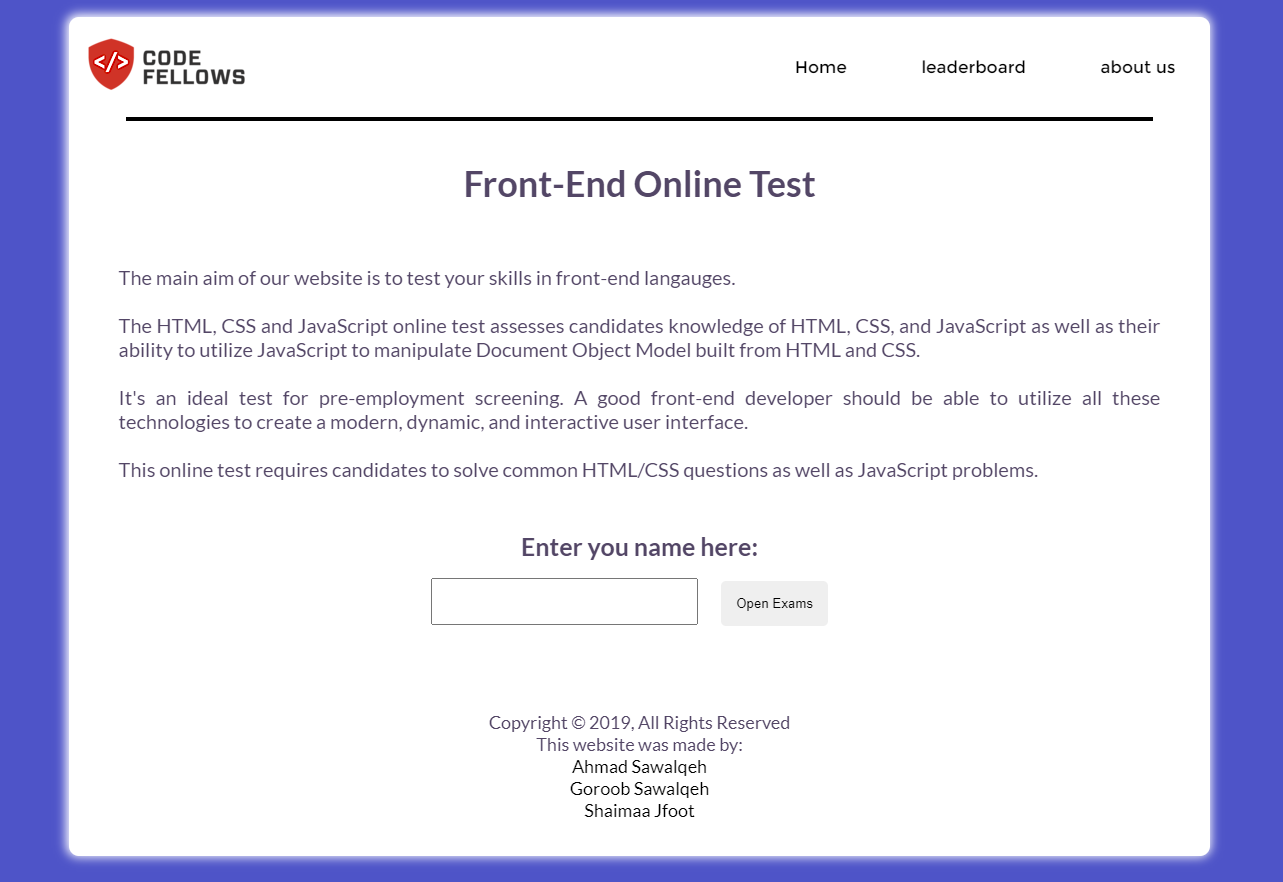 </> CODE
FELLOWS
Home leaderboard about us
Front-End Online Test
The main aim of our website is to test your skills in front-end langauges.
The HTML, CSS and JavaScript online test assesses candidates knowledge of HTML, CSS, and JavaScript as well as their
ability to utilize JavaScript to manipulate Document Object Model built from HTML and CSS.
It's an ideal test for pre-employment screening. A good front-end developer should be able to utilize all these
technologies to create a modern, dynamic, and interactive user interface.
This online test requires candidates to solve common HTML/CSS questions as well as JavaScript problems.
Enter you name here:
Open Exams
Copyright © 2019, All Rights Reserved
This website was made by:
Ahmad Sawalqeh
Goroob Sawalqeh
Shaimaa Jfoot